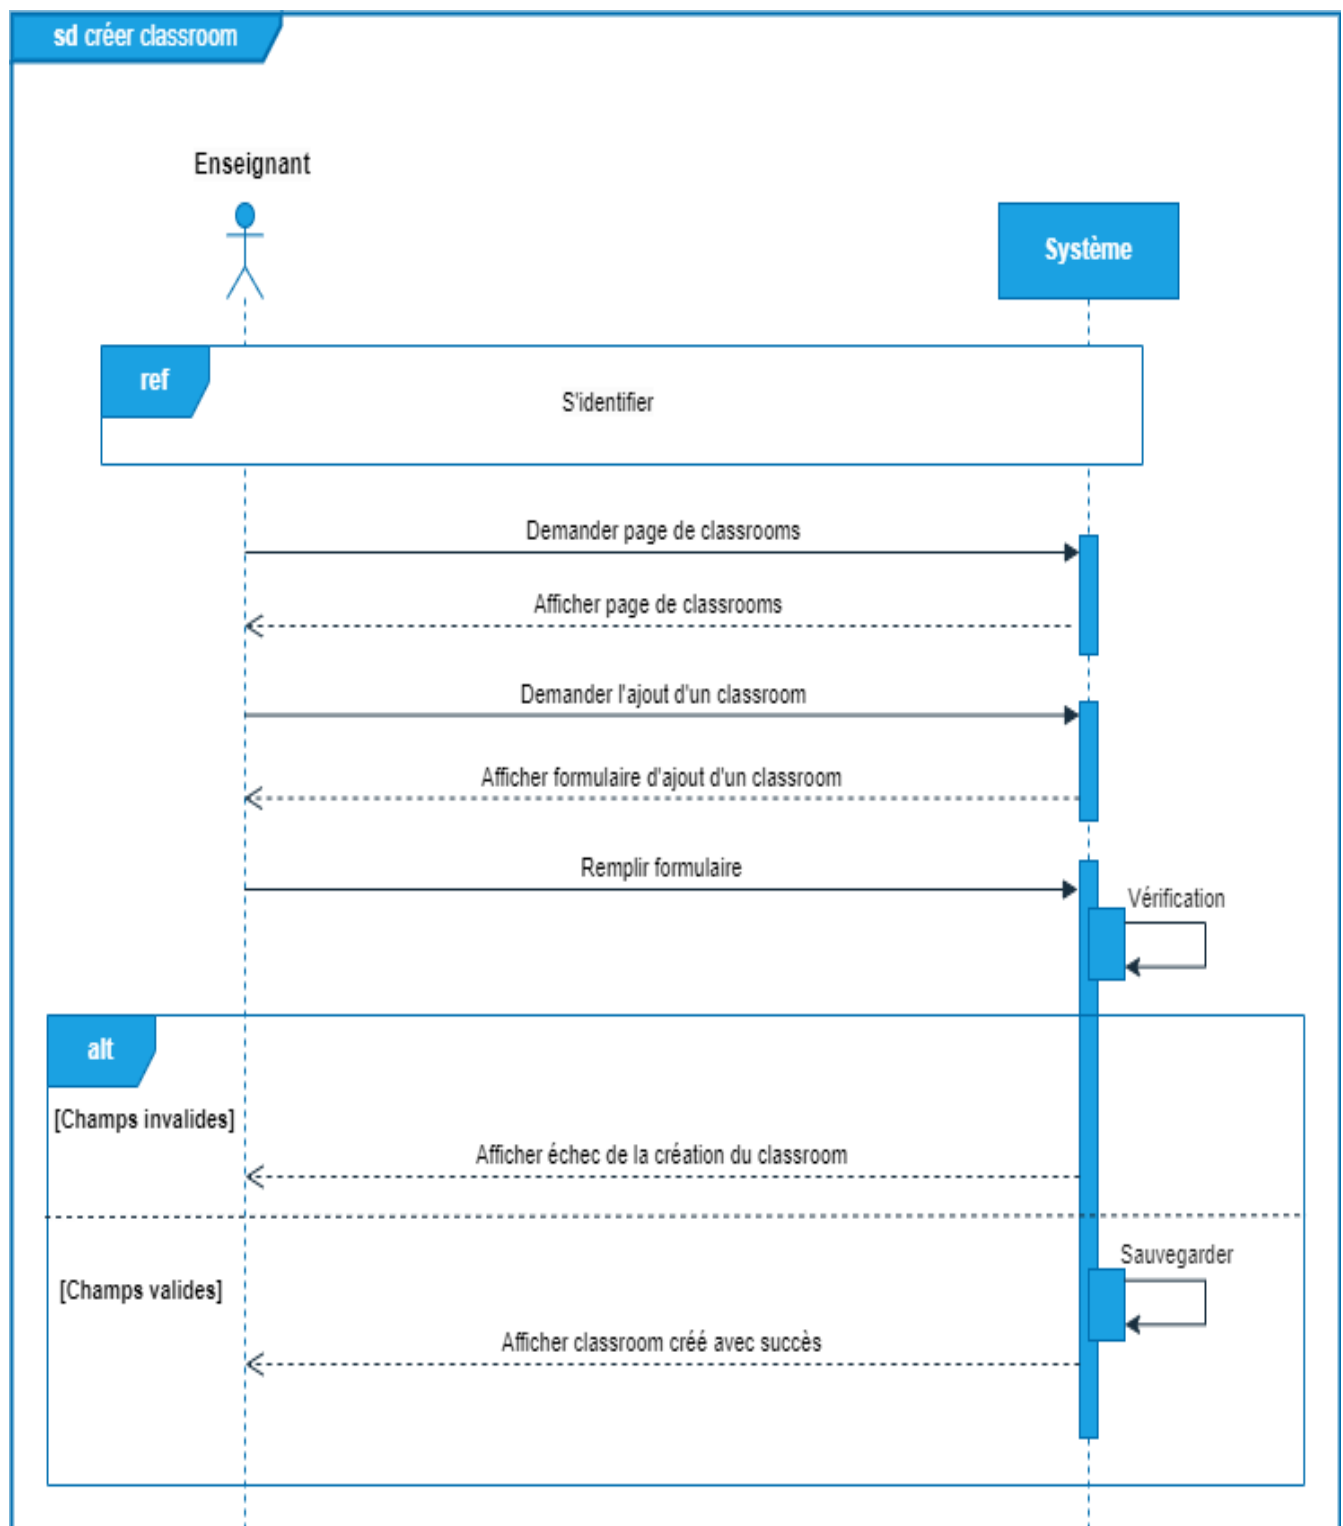 sd créer classroom
Enseignant
Système
ref
S'identifier
Demander page de classrooms
Afficher page de classrooms
Demander l'ajout d'un classroom
Afficher formulaire d'ajout d'un classroom
Remplir formulaire
Vérification
alt
[Champs invalides]
Afficher échec de la création du classroom
Sauvegarder
[Champs valides]
Afficher classroom créé avec succès